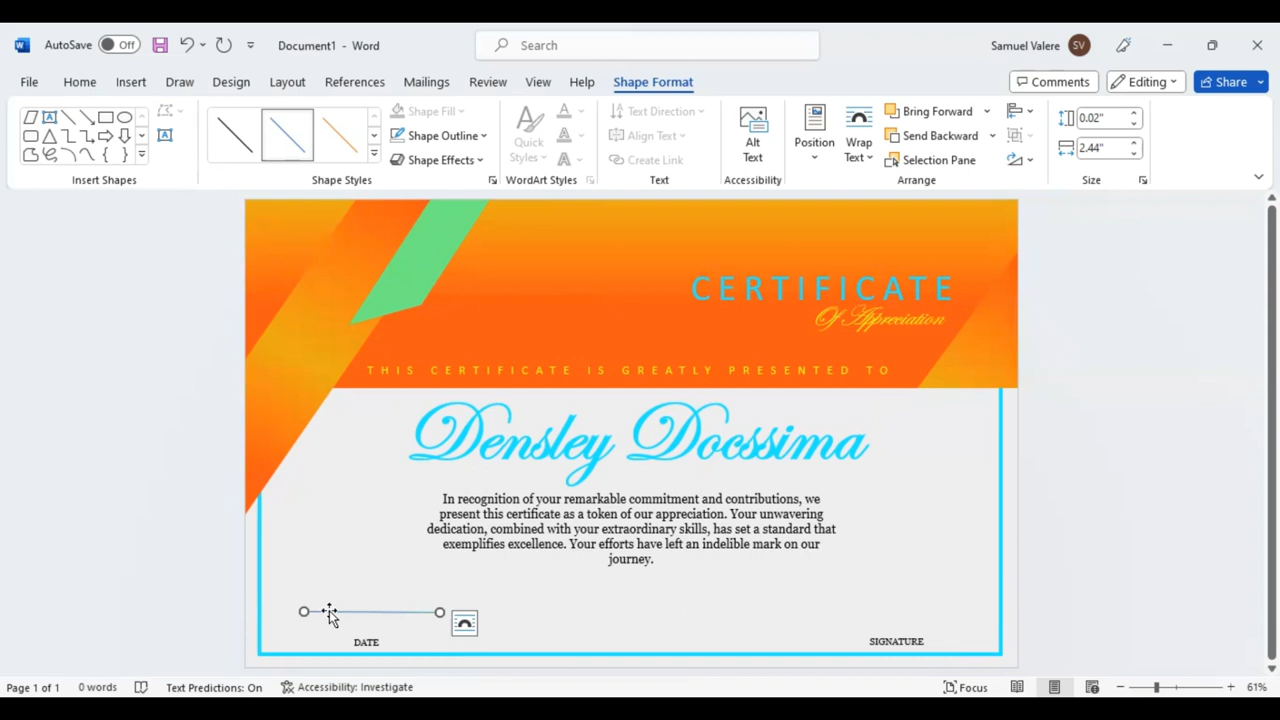 AutoSave Off Document1 - Word Search Samuel Valere SV
File Home Insert Draw Design Layout References Mailings Review View Help Shape Format Comments Editing Share
Shape Fill
Shape Outline
Shape Effects
Quick
Styles
Text Direction
Align Text
Create Link
Alt
Text
Position
Wrap
Text
Bring Forward
Send Backward
Selection Pane
0.02"
2.44"
Insert Shapes Shape Styles WordArt Styles Text Accessibility Arrange Size
CERTIFICATE
Of Appreciation
THIS CERTIFICATE IS GREATLY PRESENTED TO
Densley Docssima
In recognition of your remarkable commitment and contributions, we
present this certificate as a token of our appreciation. Your unwavering
dedication, combined with your extraordinary skills, has set a standard that
exemplifies excellence. Your efforts have left an indelible mark on our
journey.
DATE SIGNATURE
Page 1 of 1 0 words Text Predictions: On Accessibility: Investigate Focus 61%